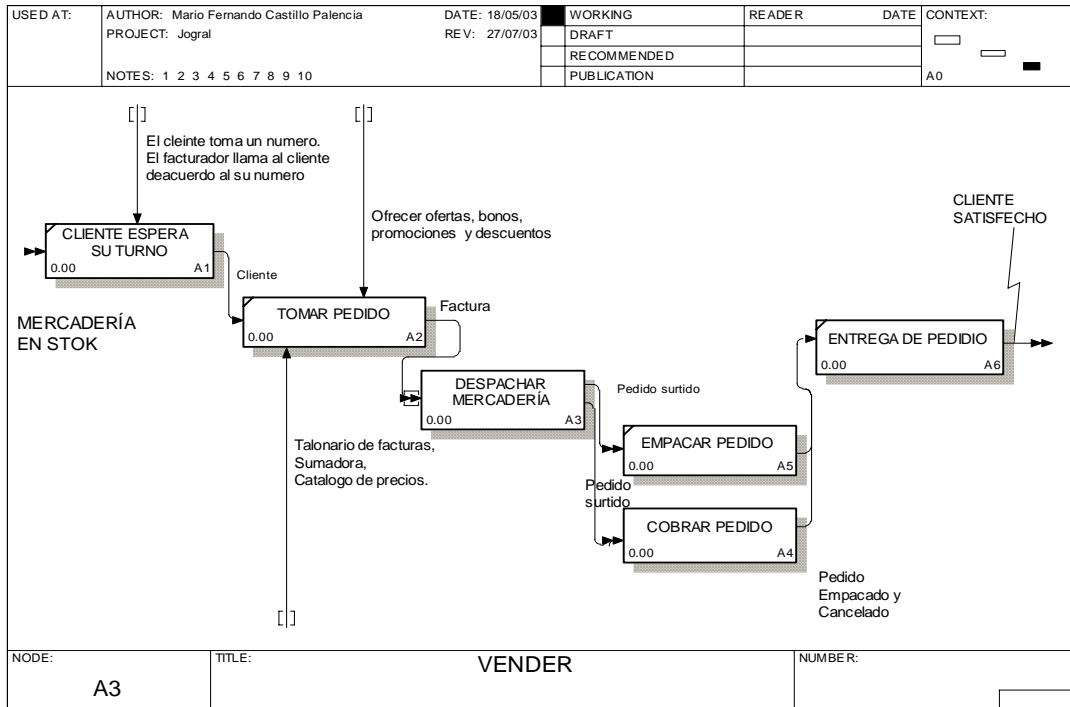 USED AT:
AUTHOR: Mario Fernando Castillo Palencia
DATE: 18/05/03
PROJECT: Jogral
REV: 27/07/03
NOTES: 1 2 3 4 5 6 7 8 9 10
WORKING
DRAFT
RECOMMENDED
PUBLICATION
READER
DATE
CONTEXT:
A0
El cleinte toma un numero.
El facturador llama al cliente
deacuerdo al su numero
Ofrecer ofertas, bonos,
promociones y descuentos
CLIENTE
SATISFECHO
CLIENTE ESPERA
SU TURNO
0.00
A1
Cliente
MERCADERÍA
EN STOK
TOMAR PEDIDO
0.00
A2
Factura
ENTREGA DE PEDIDIO
0.00
A6
DESPACHAR
MERCADERÍA
0.00
A3
Pedido surtido
Talonario de facturas,
Sumadora,
Catalogo de precios.
EMPACAR PEDIDO
0.00
A5
Pedido
surtido
COBRAR PEDIDO
0.00
A4
Pedido
Empacado y
Cancelado
NODE:
A3
TITLE:
VENDER
NUMBER: